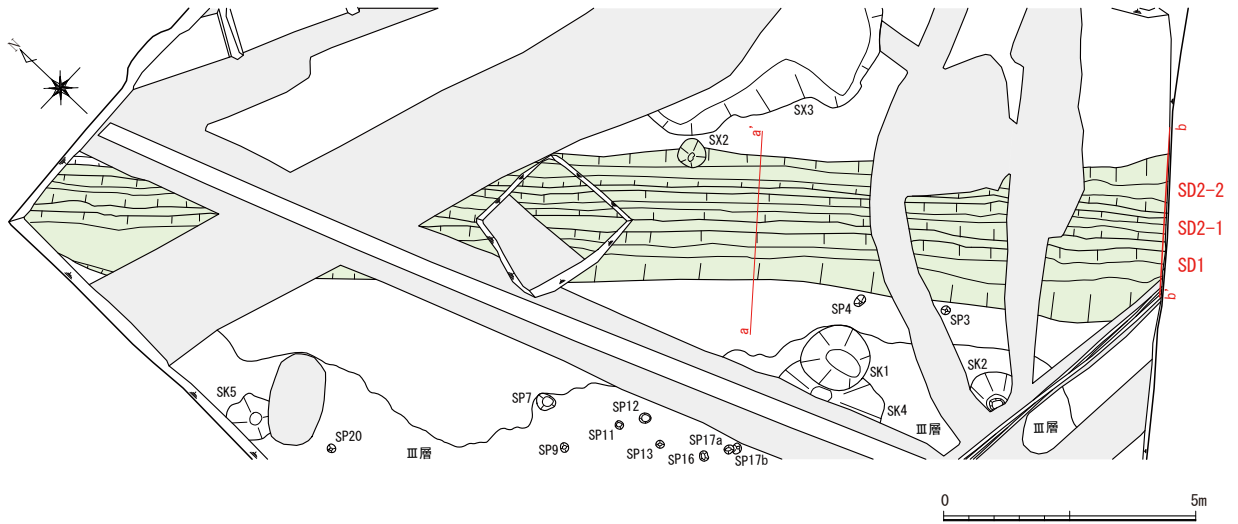 N
SX3
a'
SX2
b
SD2-2
SD2-1
SD1
b'
SP4
SP3
a
SK1
SK2
SK5
SP7
SP12
SK4
SP11
Ⅲ層
Ⅲ層
SP20
Ⅲ層
SP9
SP13
SP17a
SP16
SP17b
0
5m